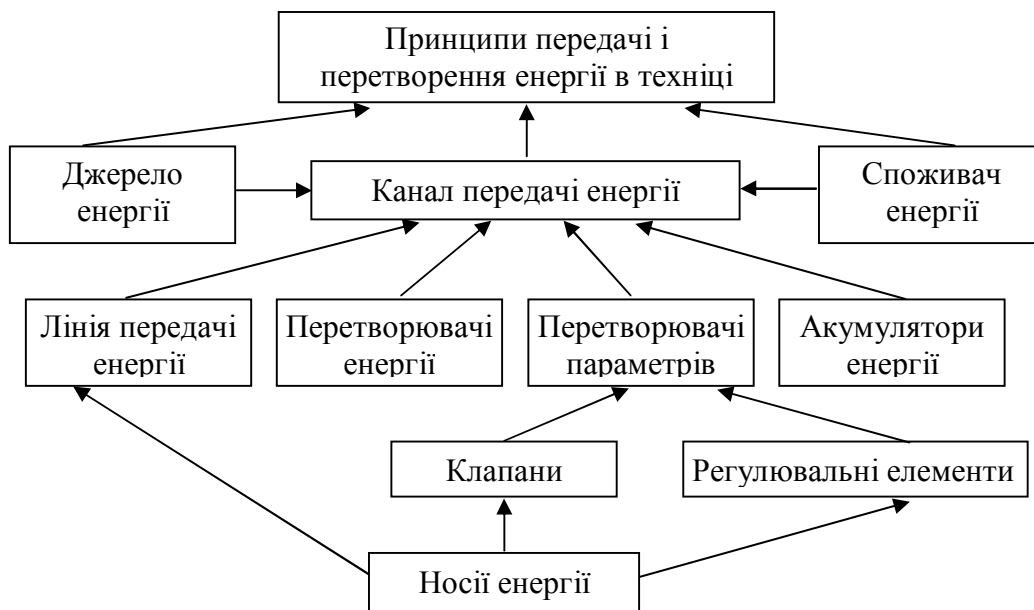 Принципи передачі і
перетворення енергії в техніці
Джерело
енергії
Канал передачі енергії
Споживач
енергії
Лінія передачі
енергії
Перетворювачі
енергії
Перетворювачі
параметрів
Акумулятори
енергії
Клапани
Регулювальні елементи
Носії енергії